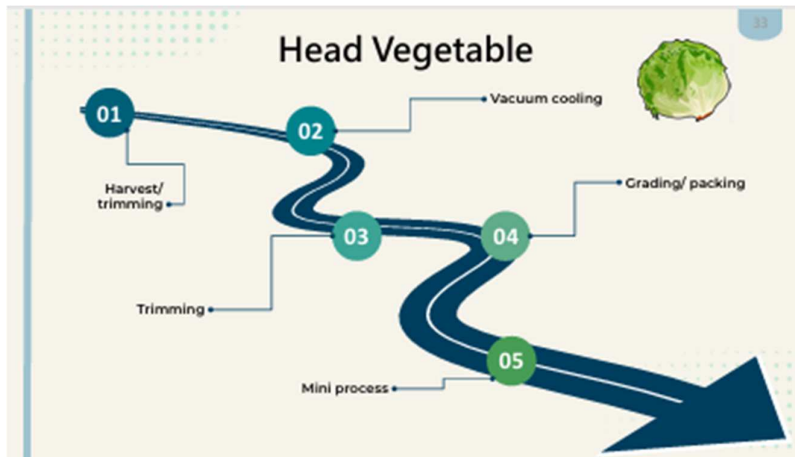 33
Head Vegetable
01
02
Vacuum cooling
Harvest/
trimming
Grading/ packing
03
04
Trimming
05
Mini process